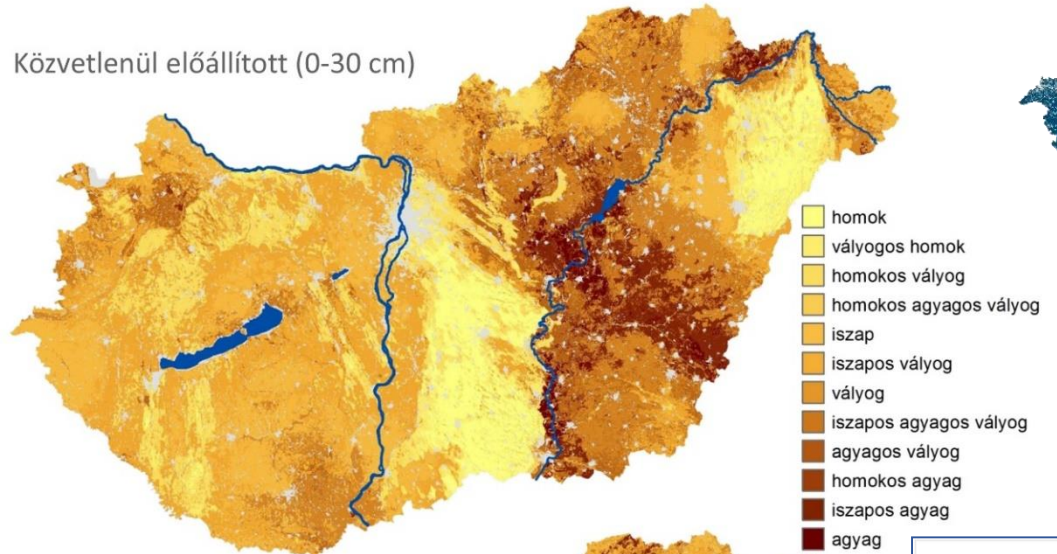 Közvetlenül előállított (0-30 cm)
homok
vályogos homok
homokos vályog
homokos agyagos vályog
iszap
iszapos vályog
vályog
iszapos agyagos vályog
agyagos vályog
homokos agyag
iszapos agyag
agyag